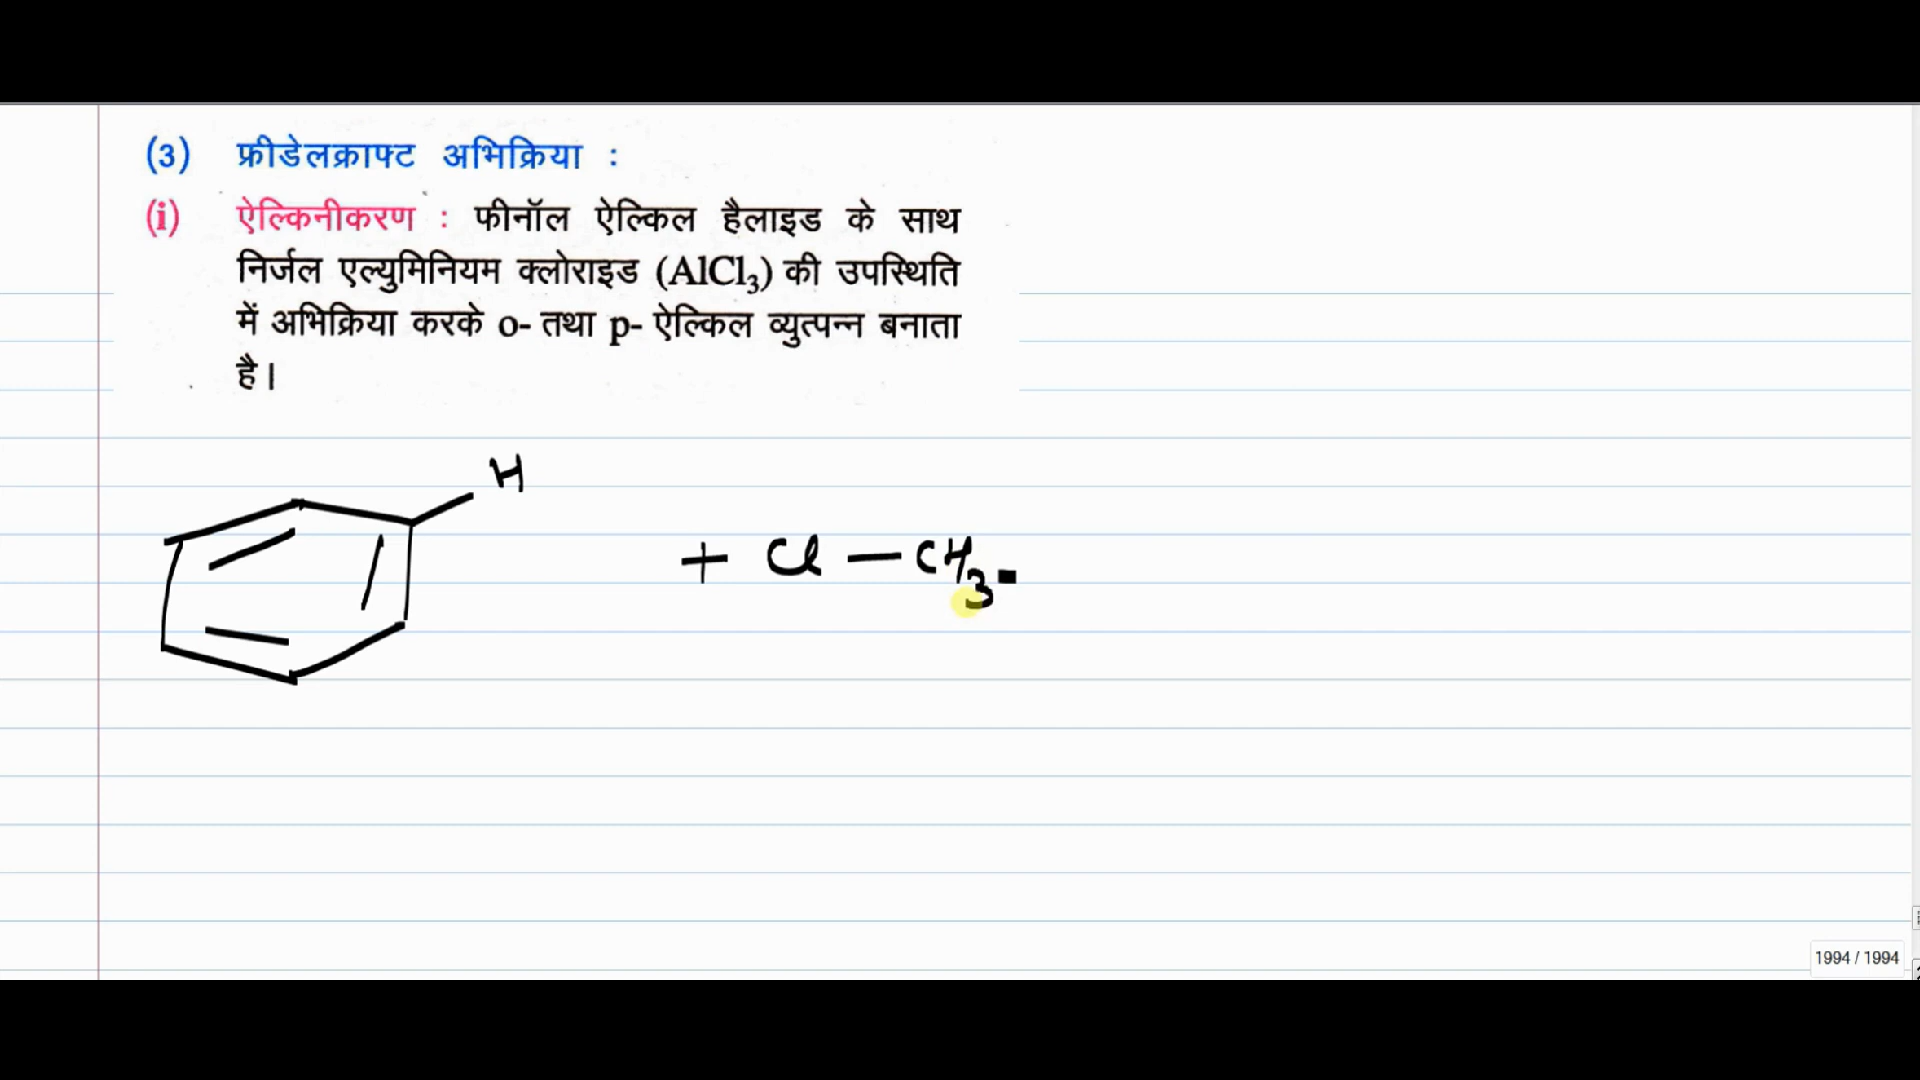 (3) फ्रीडेलक्राफ्ट अभिक्रिया :
(i) ऐल्किनीकरण : फीनॉल ऐल्किल हैलाइड के साथ
निर्जल एल्युमिनियम क्लोराइड (AlCl₃) की उपस्थिति
में अभिक्रिया करके o- तथा p- ऐल्किल व्युत्पन्न बनाता
है।
H
+ Cl — CH₃
1994 / 1994